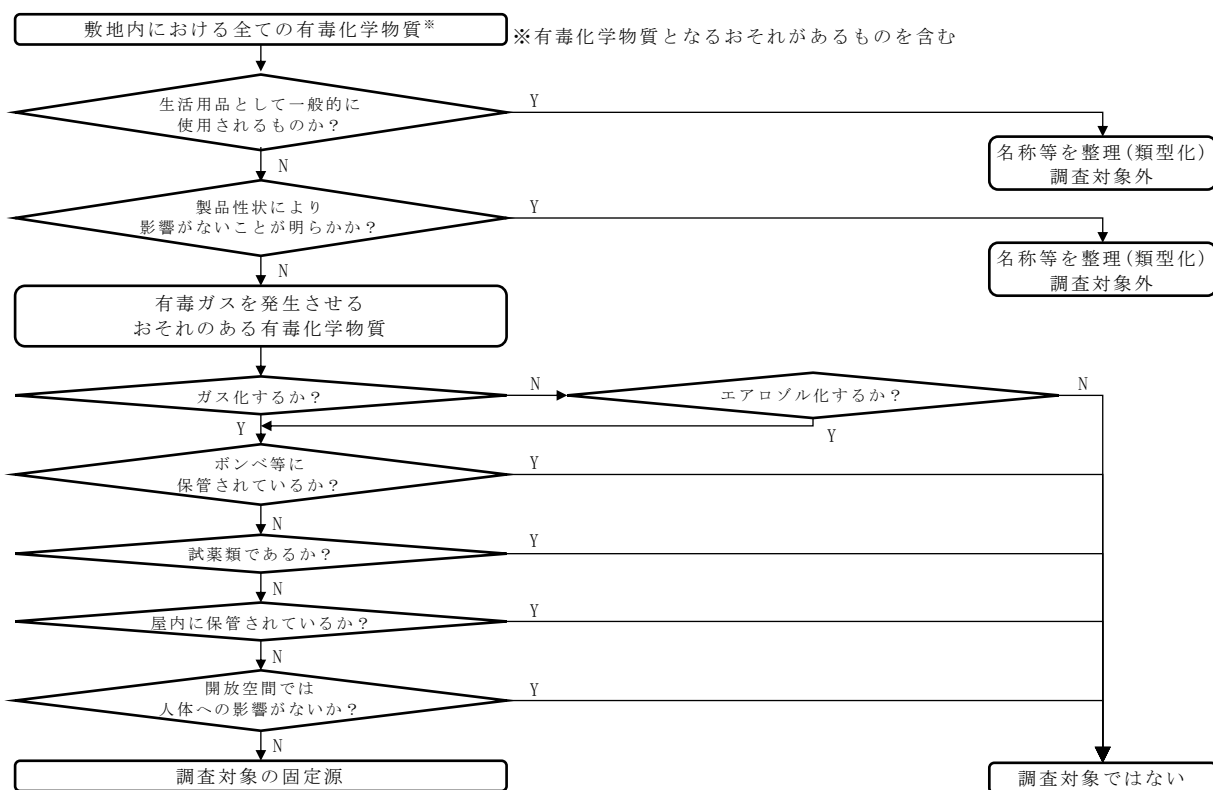 敷地内における全ての有毒化学物質※
※有毒化学物質となるおそれがあるものを含む
生活用品として一般的に
使用されるものか?
Y
N
名称等を整理(類型化)
調査対象外
製品性状により
影響がないことが明らかか?
Y
N
名称等を整理(類型化)
調査対象外
有毒ガスを発生させる
おそれのある有毒化学物質
ガス化するか?
N
エアロゾル化するか?
N
Y
Y
ボンベ等に
保管されているか?
Y
N
試薬類であるか?
Y
N
屋内に保管されているか?
Y
N
開放空間では
人体への影響がないか?
Y
N
調査対象の固定源
調査対象ではない